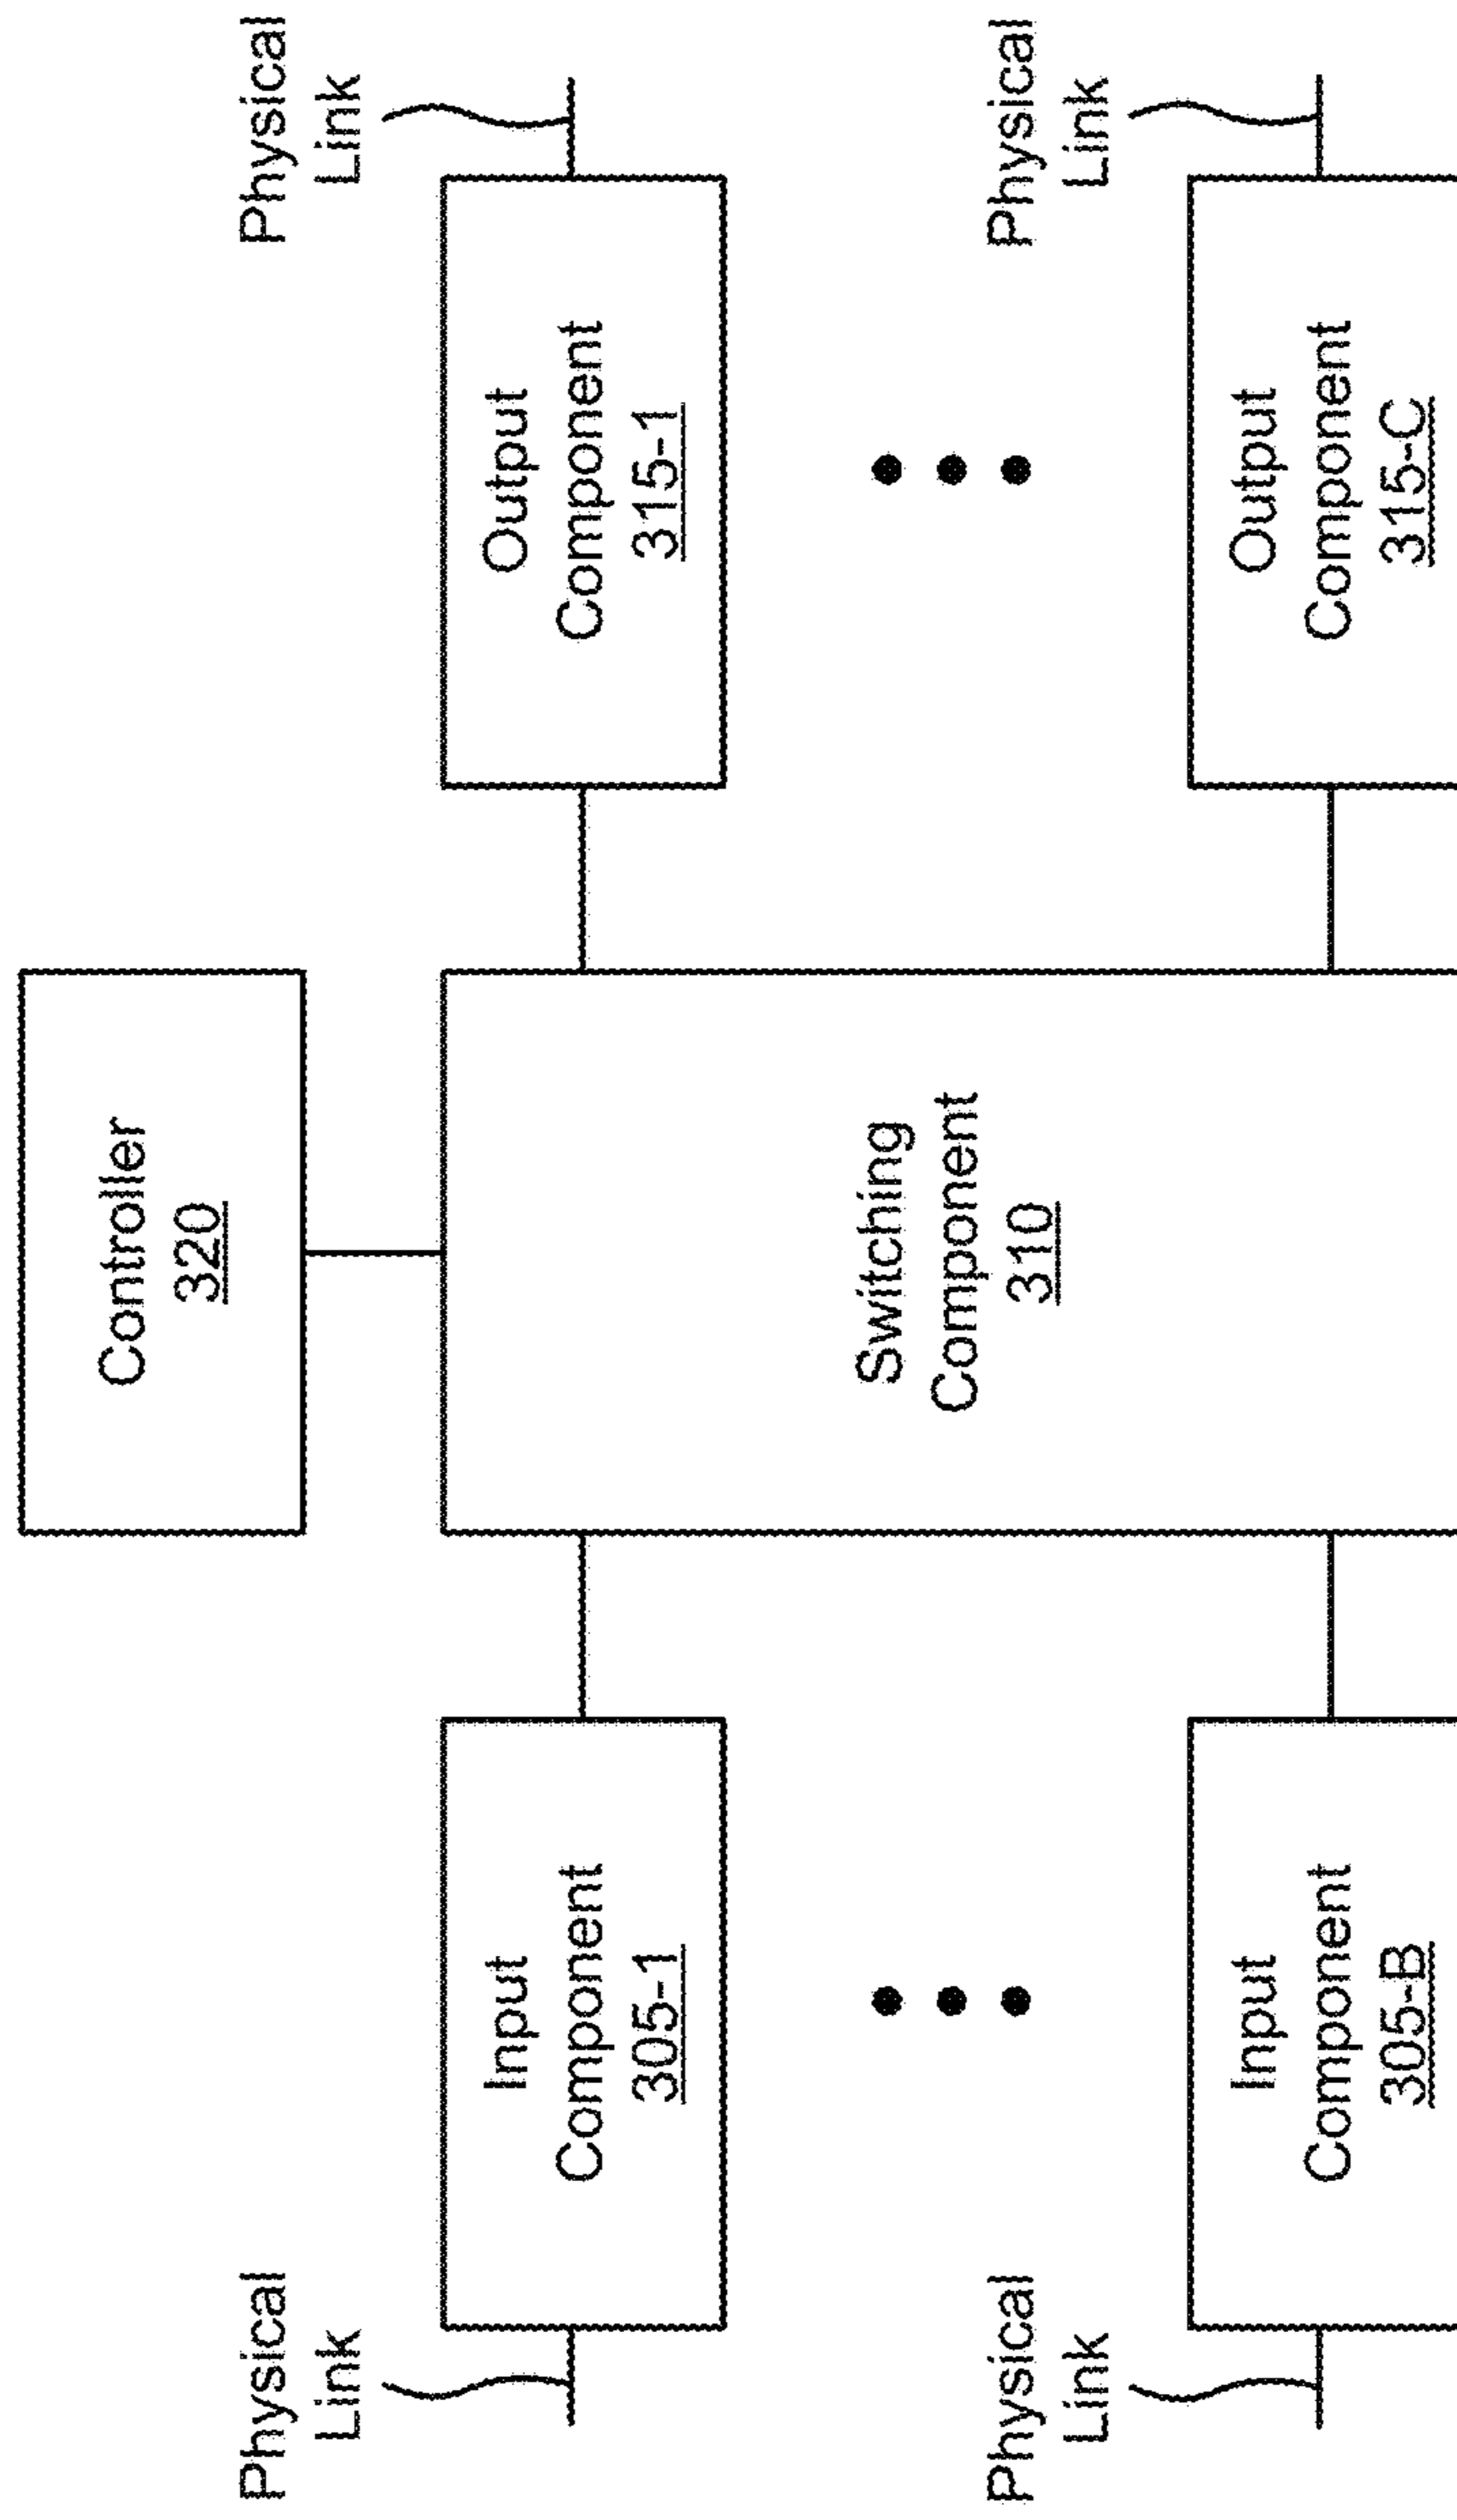 Controller
320
Physical
Link
Physical
Link
Input
Component
305-1
Output
Component
315-1
Switching
Component
310
Physical
Link
Physical
Link
Input
Component
305-B
Output
Component
315-C